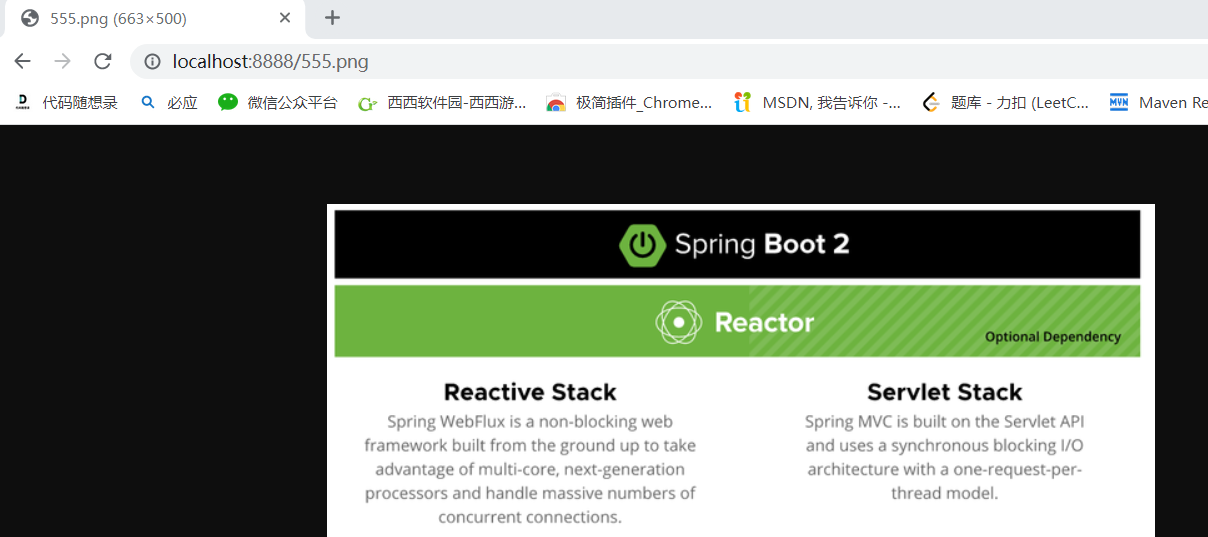 555.png (663×500)
localhost:8888/555.png
代码随想录 必应 微信公众平台 西西软件园-西西游... 极简插件_Chrome... MSDN, 我告诉你 -... 题库 - 力扣 (LeetC... Maven Re
Spring Boot 2
Reactor
Optional Dependency
Reactive Stack
Spring WebFlux is a non-blocking web
framework built from the ground up to take
advantage of multi-core, next-generation
processors and handle massive numbers of
concurrent connections.
Servlet Stack
Spring MVC is built on the Servlet API
and uses a synchronous blocking I/O
architecture with a one-request-per-
thread model.